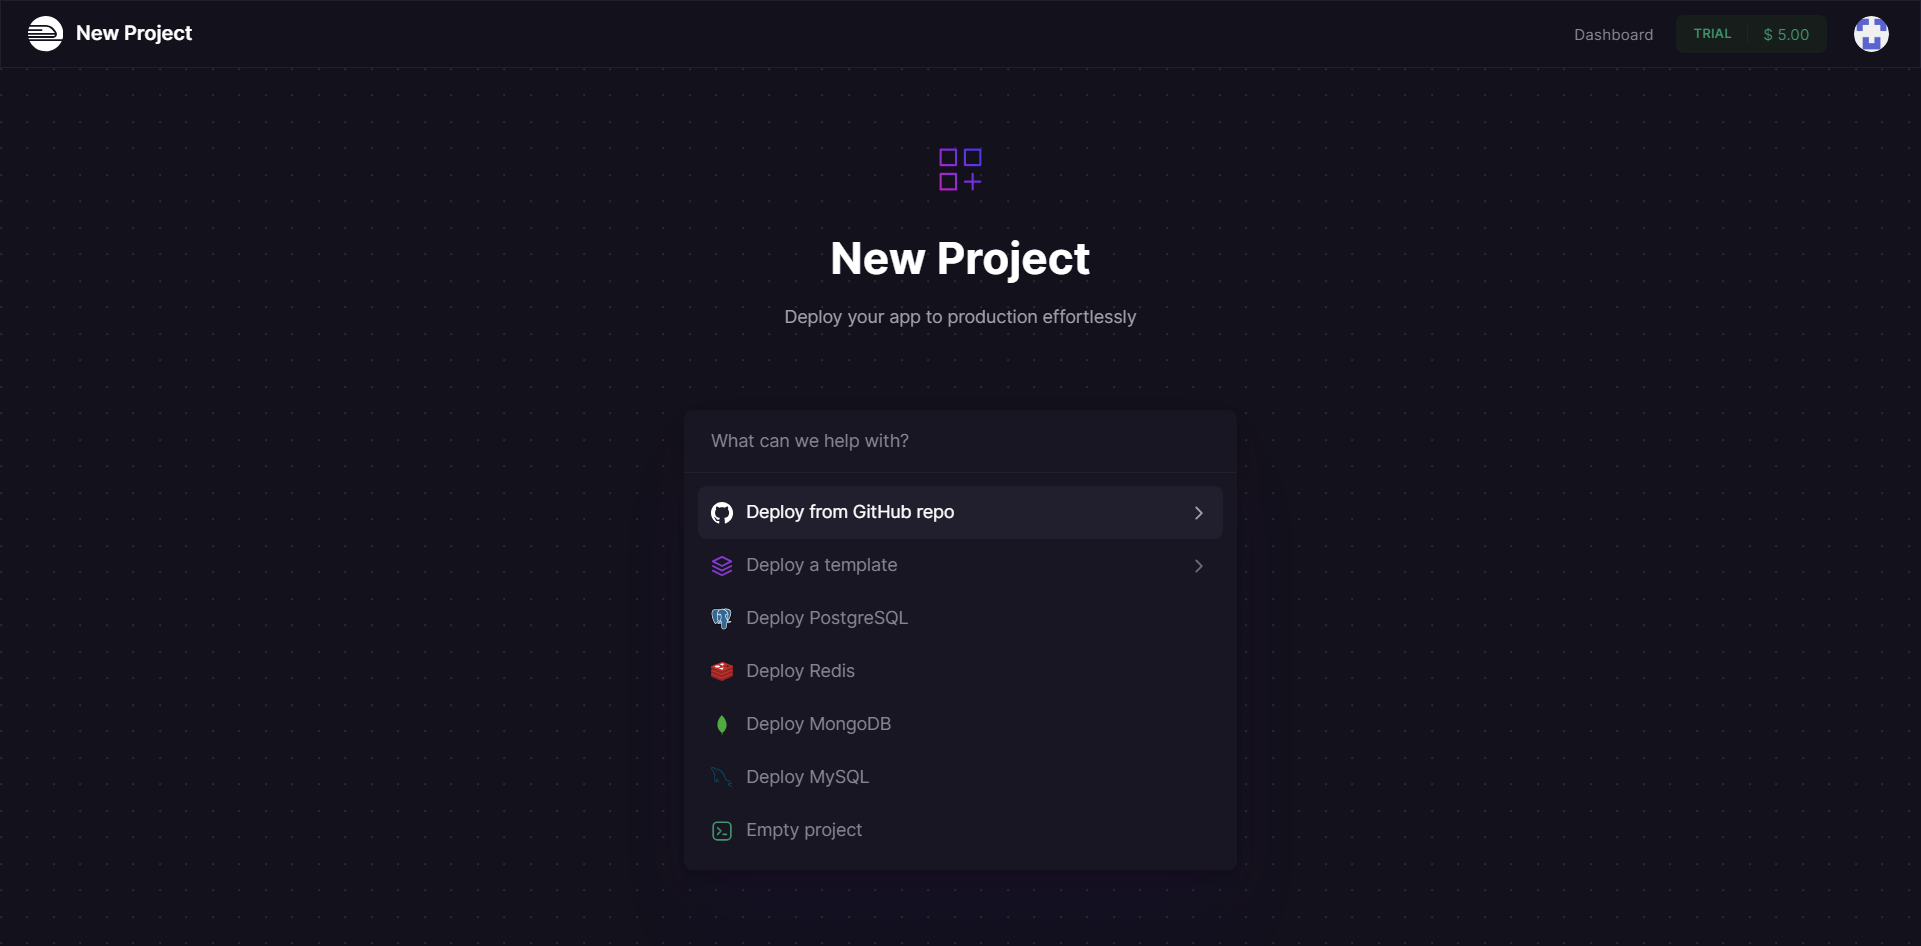 New Project
Dashboard
TRIAL
$ 5.00
New Project
Deploy your app to production effortlessly
What can we help with?
Deploy from GitHub repo
Deploy a template
Deploy PostgreSQL
Deploy Redis
Deploy MongoDB
Deploy MySQL
Empty project